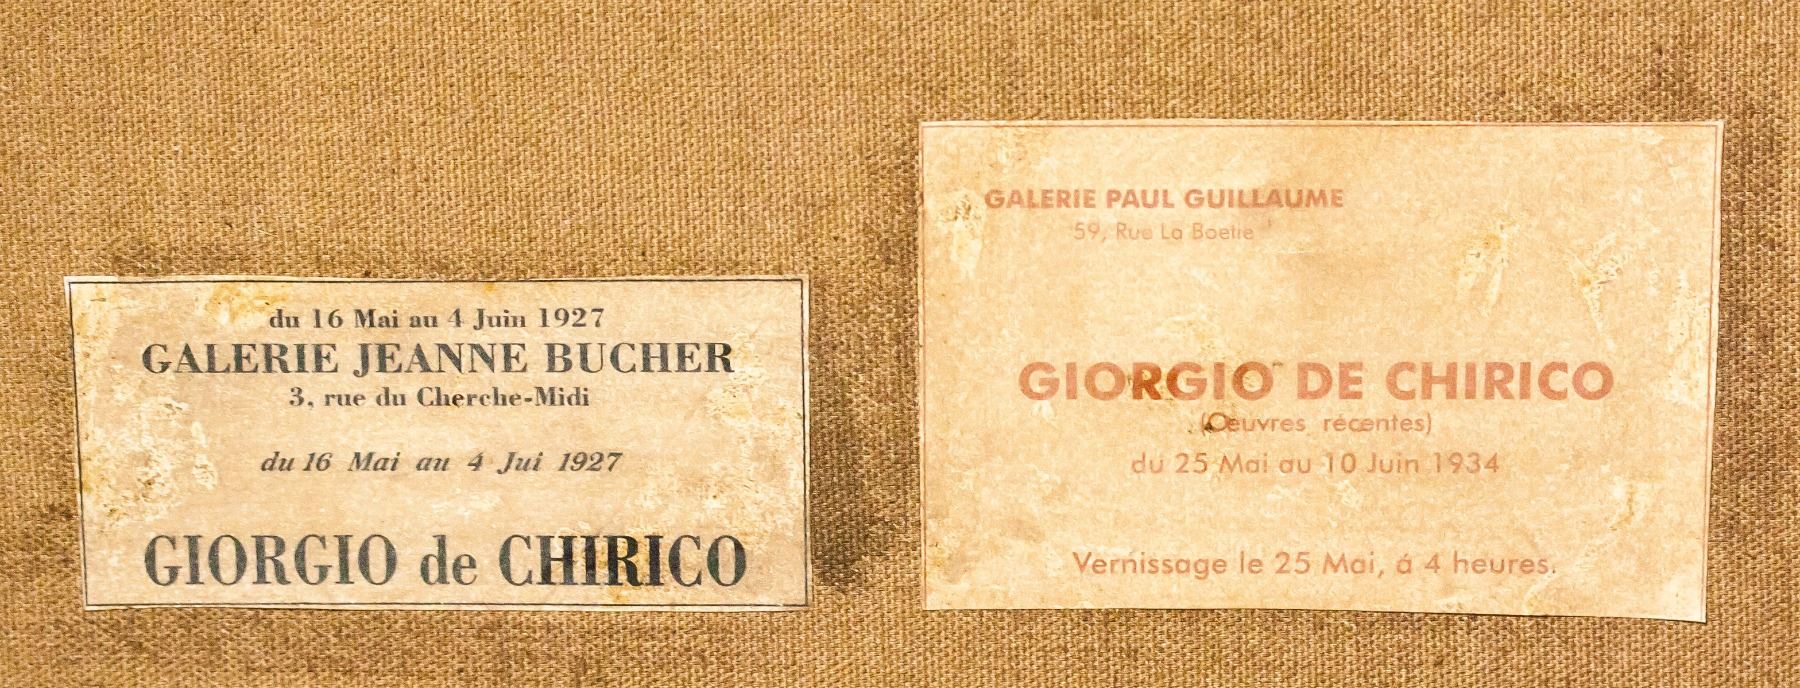 du 16 Mai au 4 Juin 1927
GALERIE JEANNE BUCHER
3, rue du Cherche-Midi
du 16 Mai au 4 Jui 1927
GIORGIO de CHIRICO
GALERIE PAUL GUILLAUME
59, Rue La Boetie
GIORGIO DE CHIRICO
(Oeuvres récentes)
du 25 Mai au 10 Juin 1934
Vernissage le 25 Mai, á 4 heures.